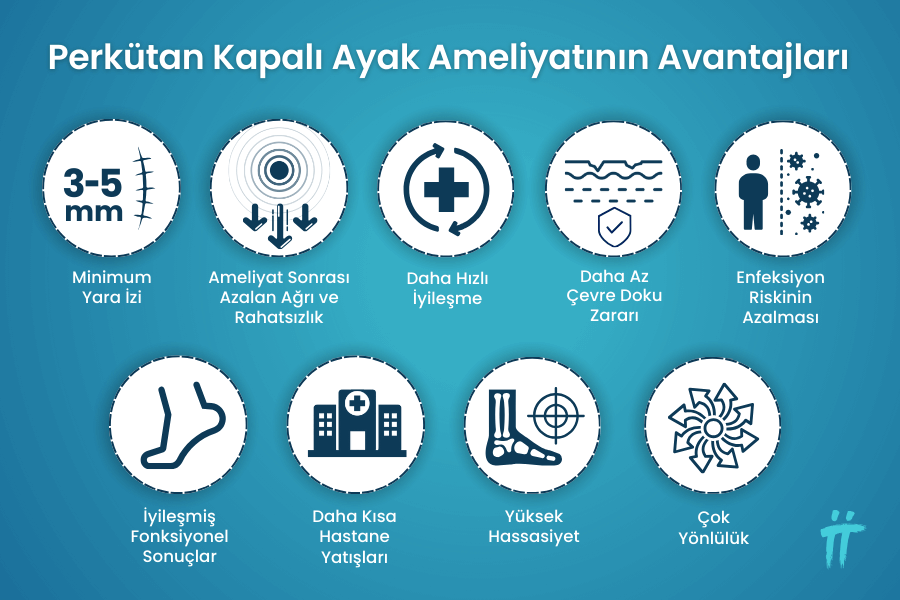 Perkütan Kapalı Ayak Ameliyatının Avantajları
3-5
mm
Minimum
Yara İzi
Ameliyat Sonrası
Azalan Ağrı ve
Rahatsızlık
Daha Hızlı
İyileşme
Daha Az
Çevre Doku
Zararı
Enfeksiyon
Riskinin
Azalması
İyileşmiş
Fonksiyonel
Sonuçlar
Daha Kısa
Hastane
Yatışları
Yüksek
Hassasiyet
Çok
Yönlülük